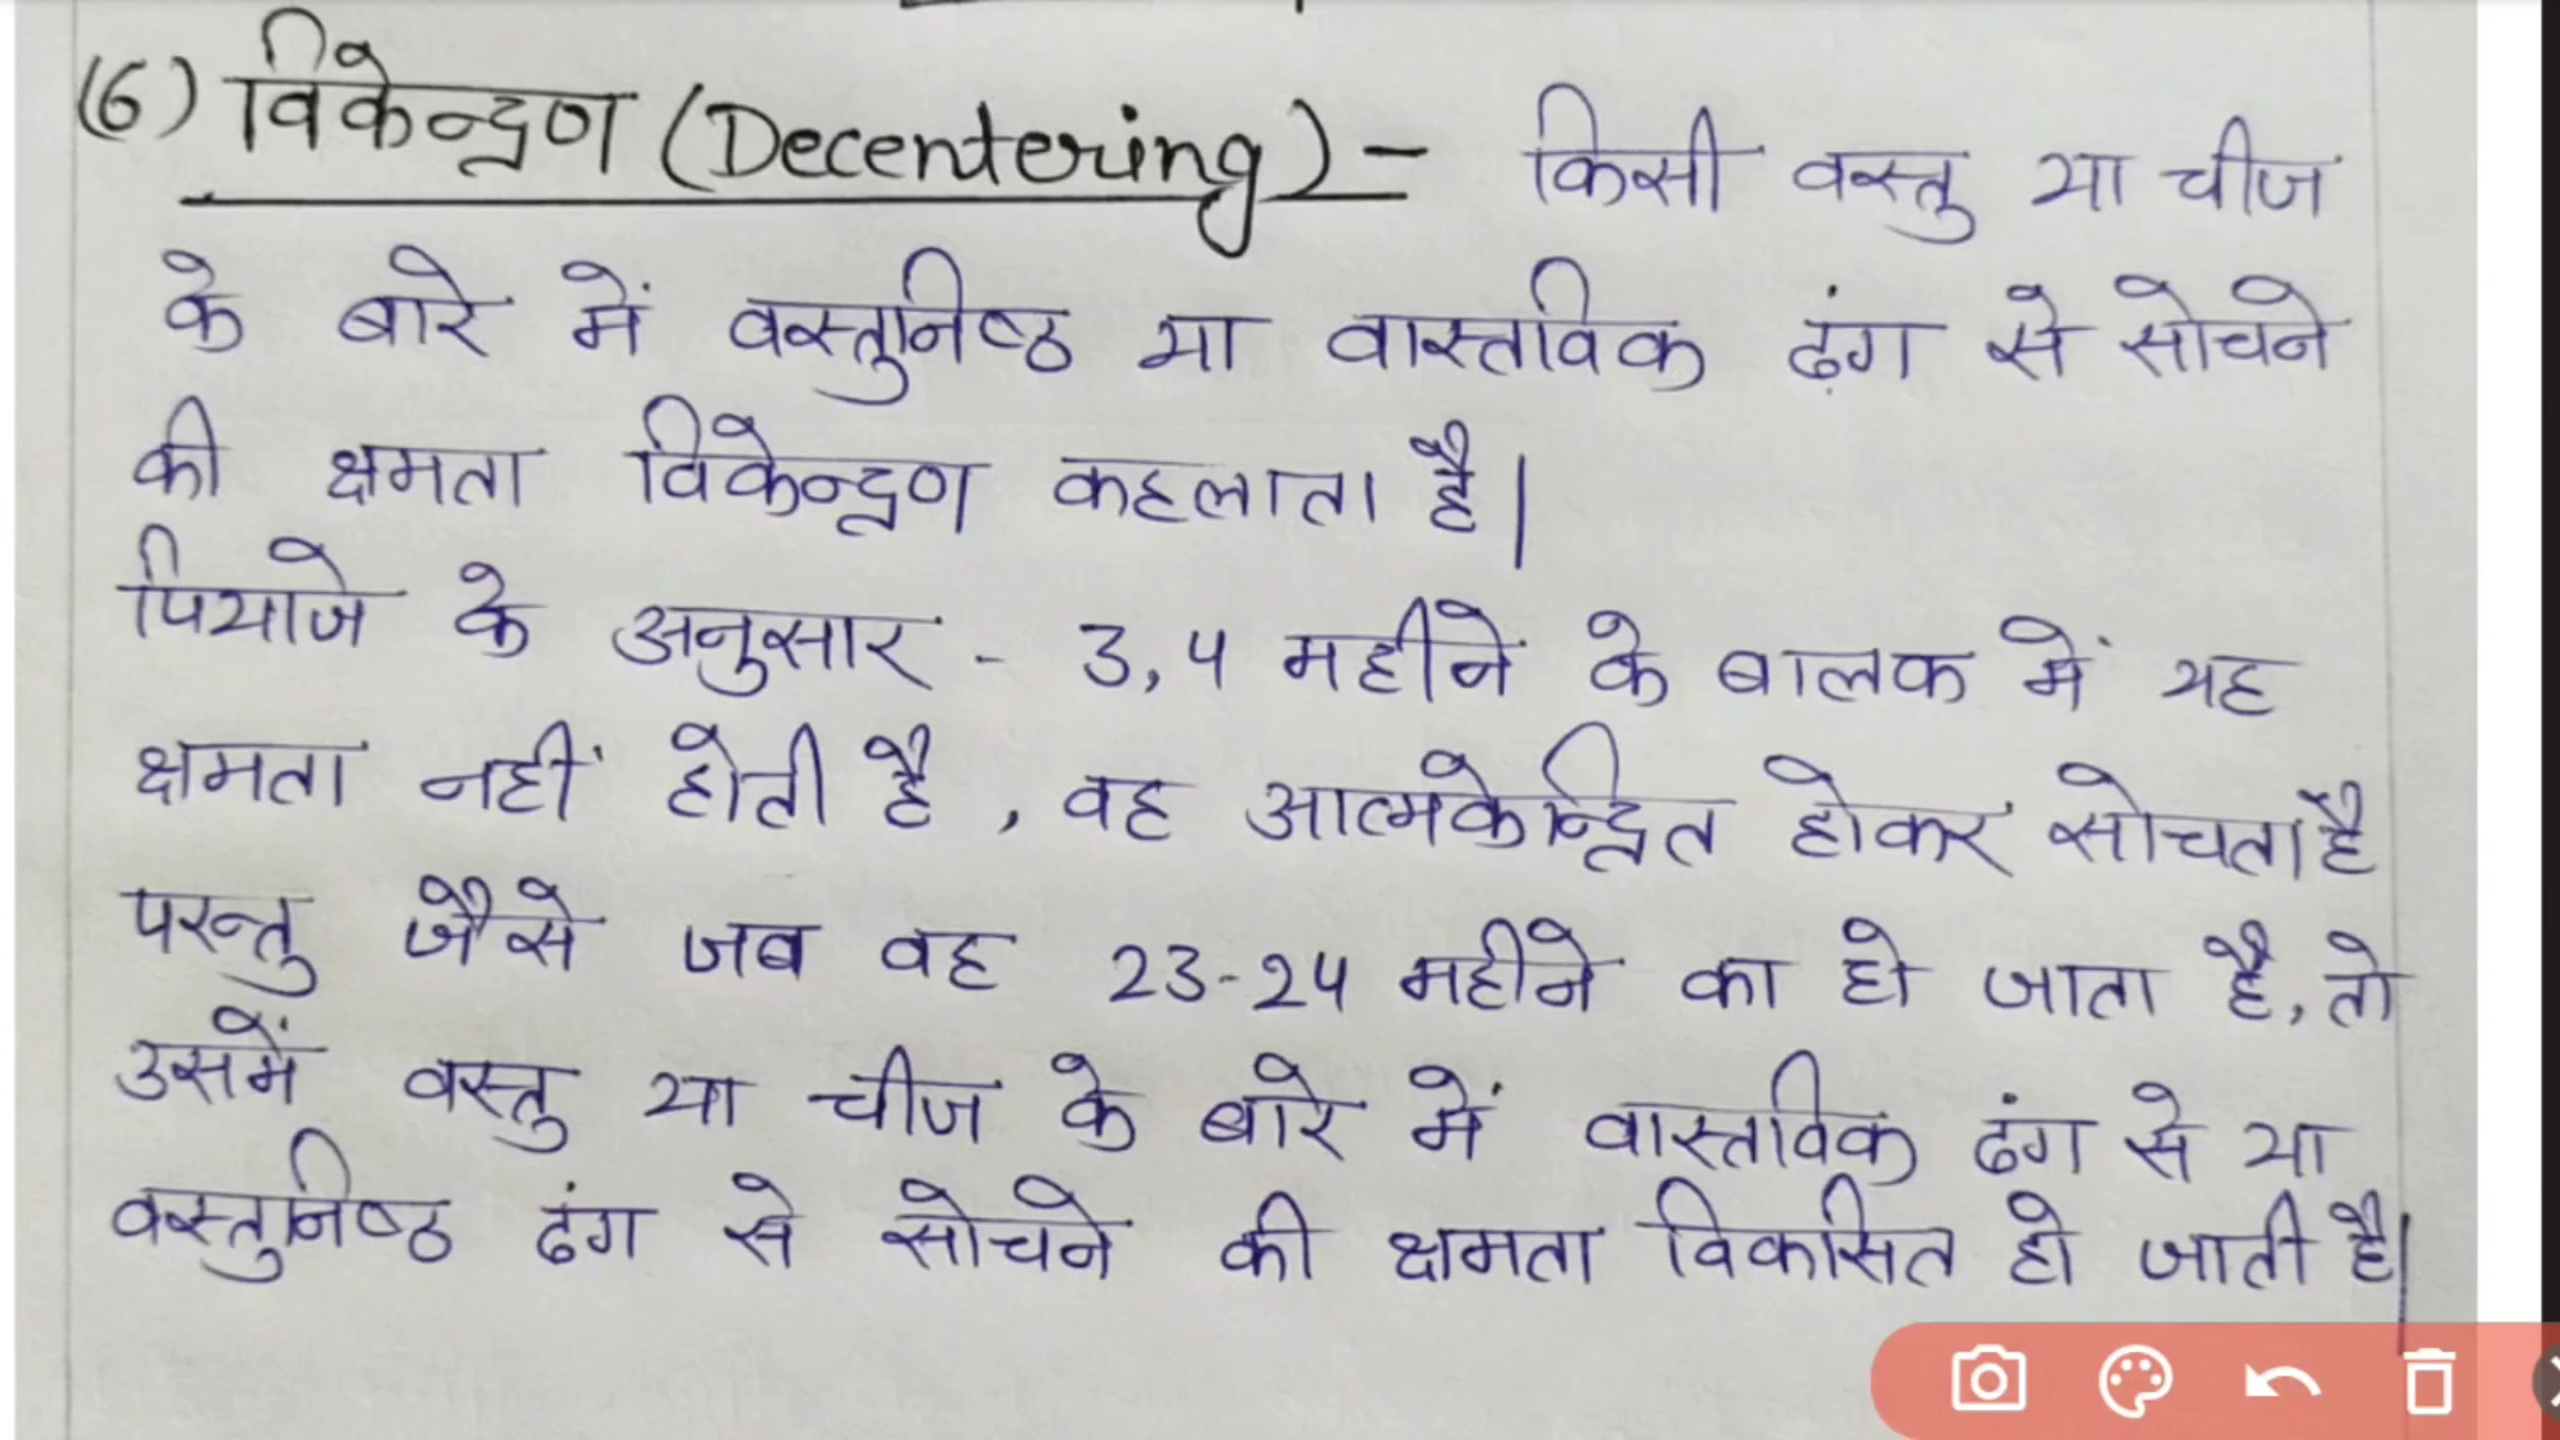 (6) विकेन्द्रण (Decentering) - किसी वस्तु या चीज
के बारे में वस्तुनिष्ठ या वास्तविक ढ़ंग से सोचने
की क्षमता विकेन्द्रण कहलाता है|
पियाजे के अनुसार - 3,4 महीने के बालक में यह
क्षमता नहीं होती है, वह आत्मकेन्द्रित होकर सोचता है
परन्तु जैसे जब वह 23-24 महीने का हो जाता है, तो
उसमें वस्तु या चीज के बारे में वास्तविक ढंग से या
वस्तुनिष्ठ ढंग से सोचने की क्षमता विकसित हो जाती है|